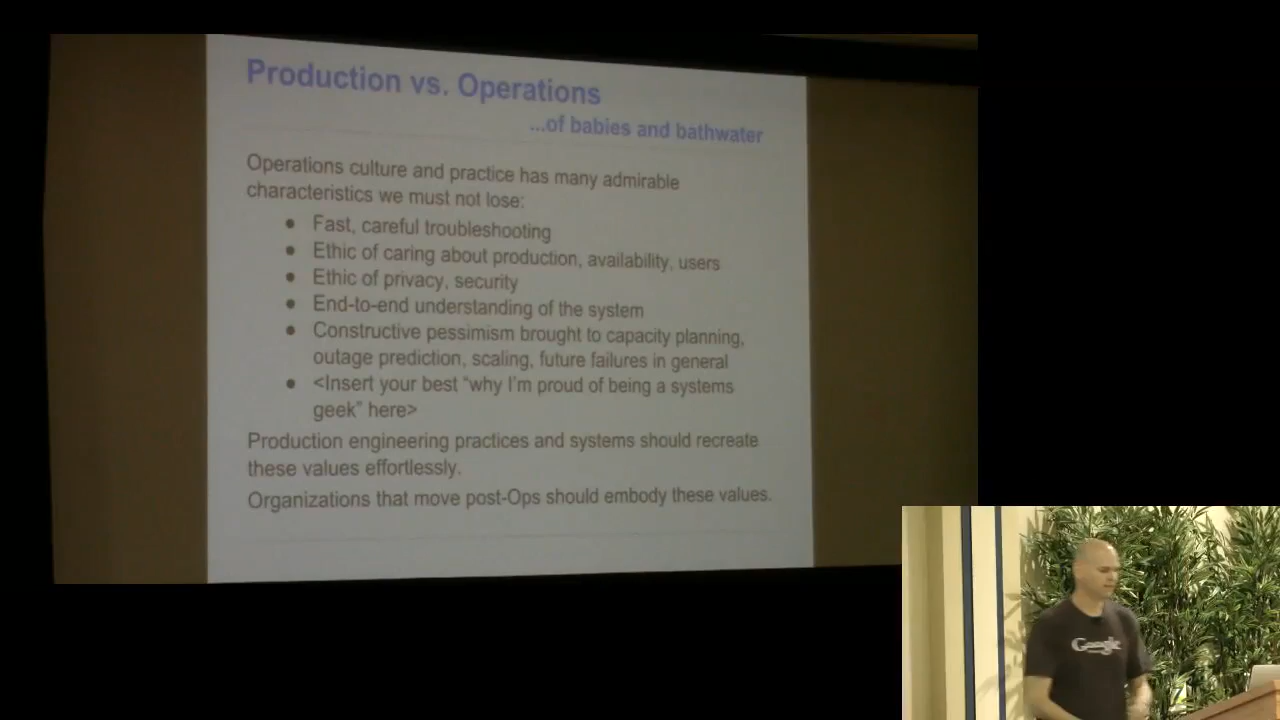 Production vs. Operations
...of babies and bathwater
Operations culture and practice has many admirable
characteristics we must not lose:
● Fast, careful troubleshooting
● Ethic of caring about production, availability, users
● Ethic of privacy, security
● End-to-end understanding of the system
● Constructive pessimism brought to capacity planning,
outage prediction, scaling, future failures in general
● <Insert your best “why I'm proud of being a systems
geek” here>
Production engineering practices and systems should recreate
these values effortlessly.
Organizations that move post-Ops should embody these values.
Google